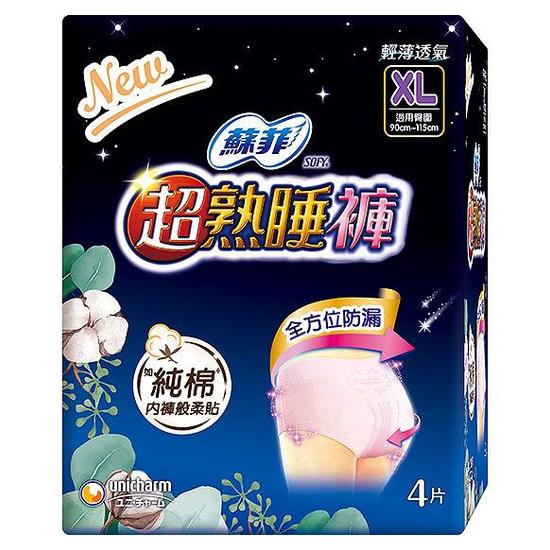 New
輕薄透氣
XL
適用臀圍
90cm~115cm
蘇菲
SOFY®
超熟睡褲
全方位防漏
如純棉
內褲般柔貼
unicharm
ユニ・チャーム
4片